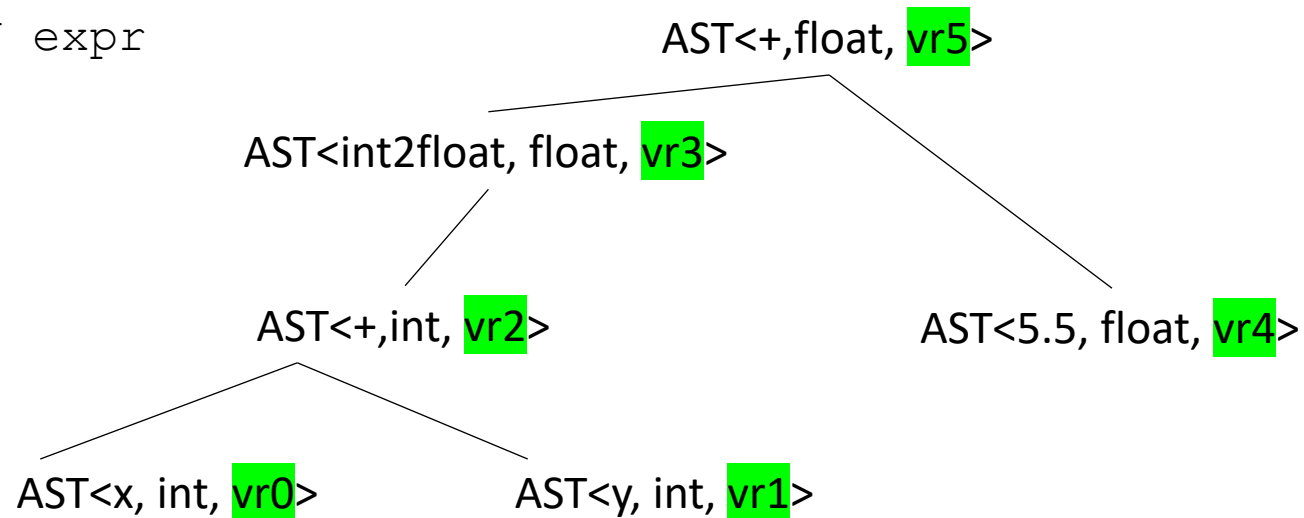 expr
AST<+,float, vr5>
AST<int2float, float, vr3>
AST<+,int, vr2>
AST<5.5, float, vr4>
AST<x, int, vr0>
AST<y, int, vr1>